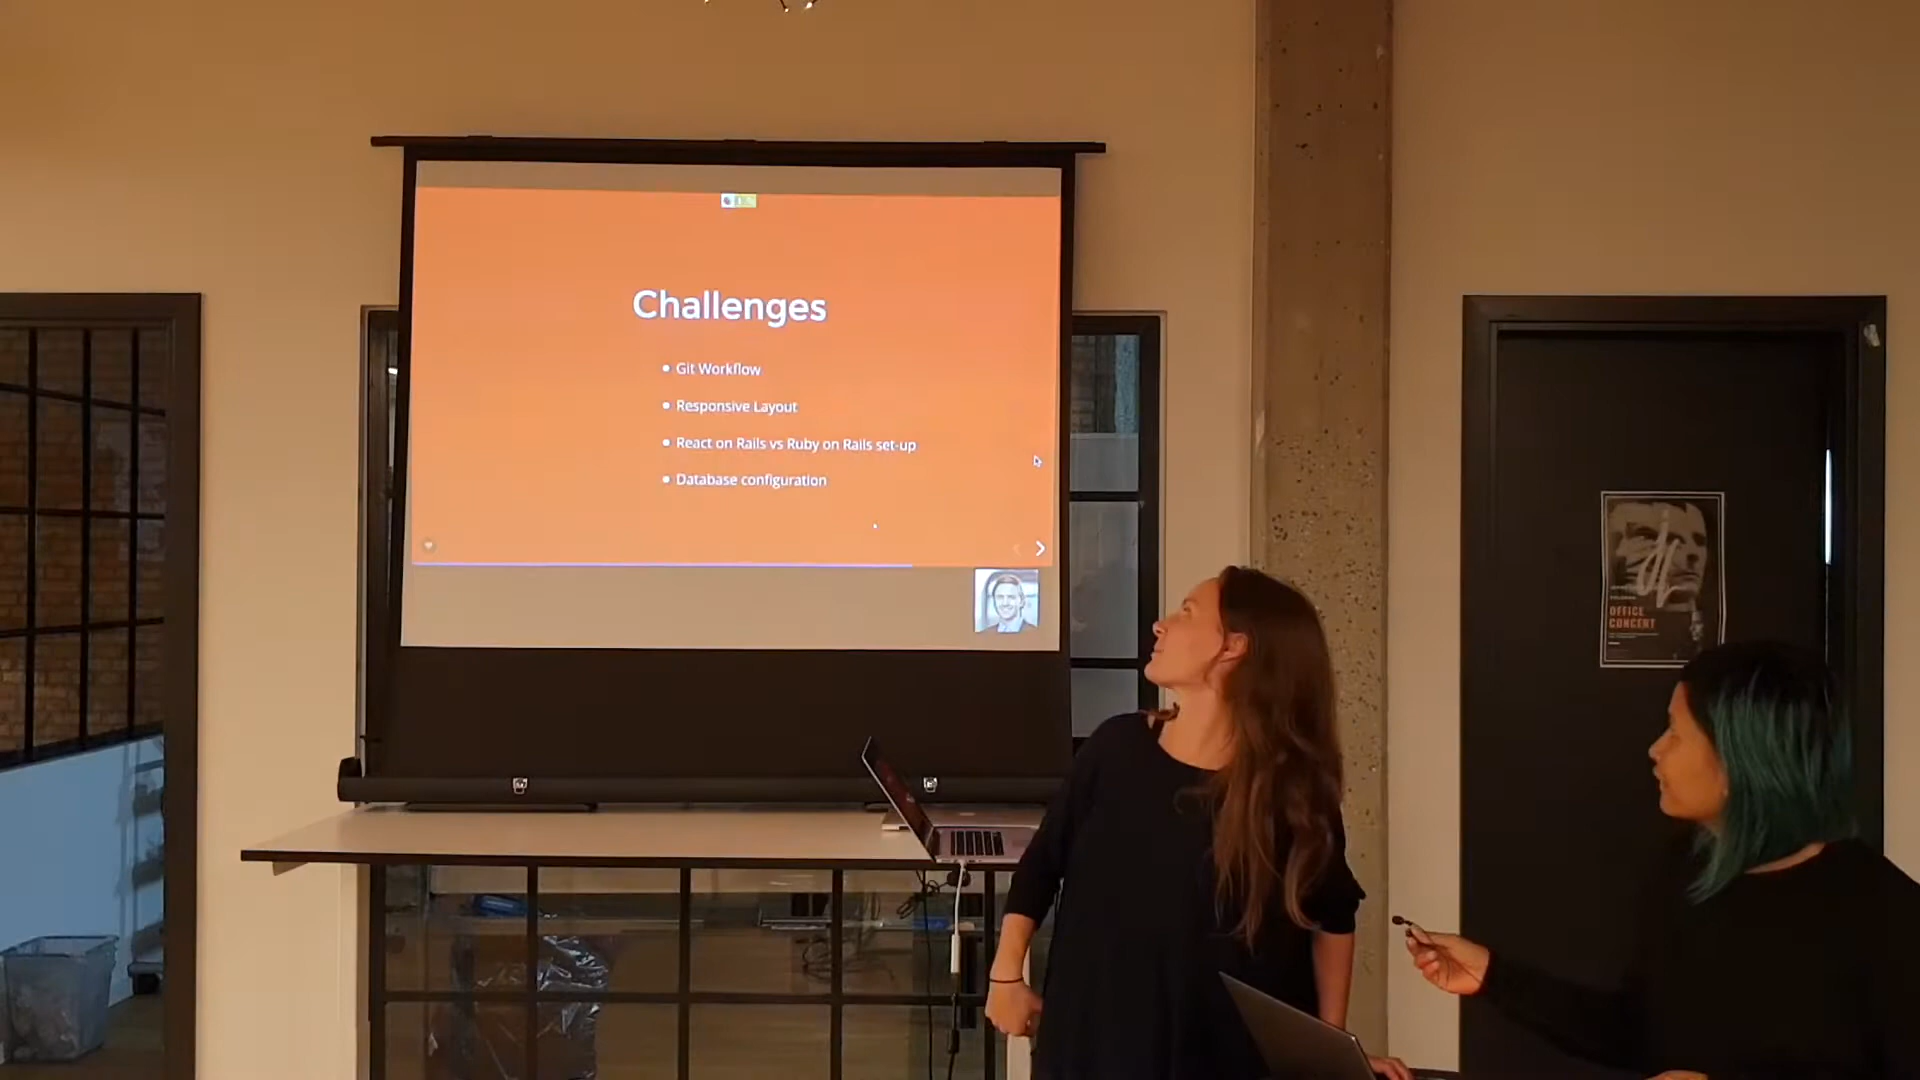 Challenges
Git Workflow
Responsive Layout
React on Rails vs Ruby on Rails set-up
Database configuration
OFFICE
CONCERT